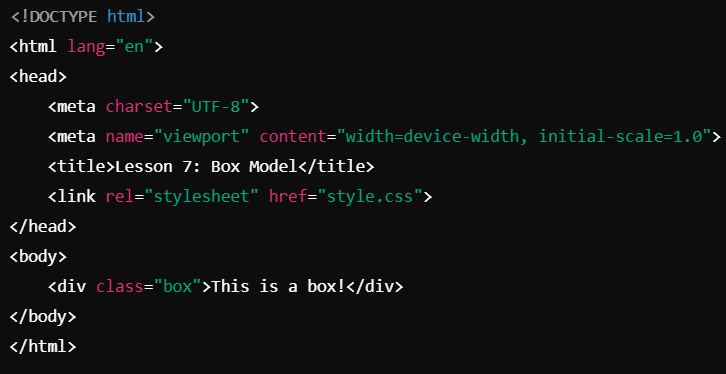 <!DOCTYPE html>
<html lang="en">
<head>
    <meta charset="UTF-8">
    <meta name="viewport" content="width=device-width, initial-scale=1.0">
    <title>Lesson 7: Box Model</title>
    <link rel="stylesheet" href="style.css">
</head>
<body>
    <div class="box">This is a box!</div>
</body>
</html>